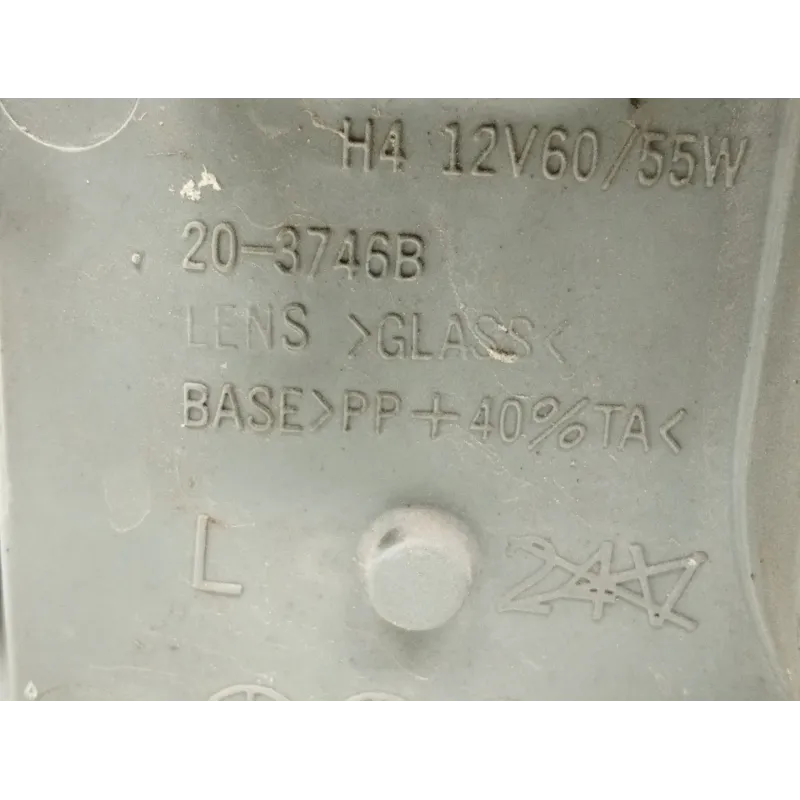 H4 12V60/55W
20-3746B
LENS >GLASS<
BASE>PP+40%TA<
L